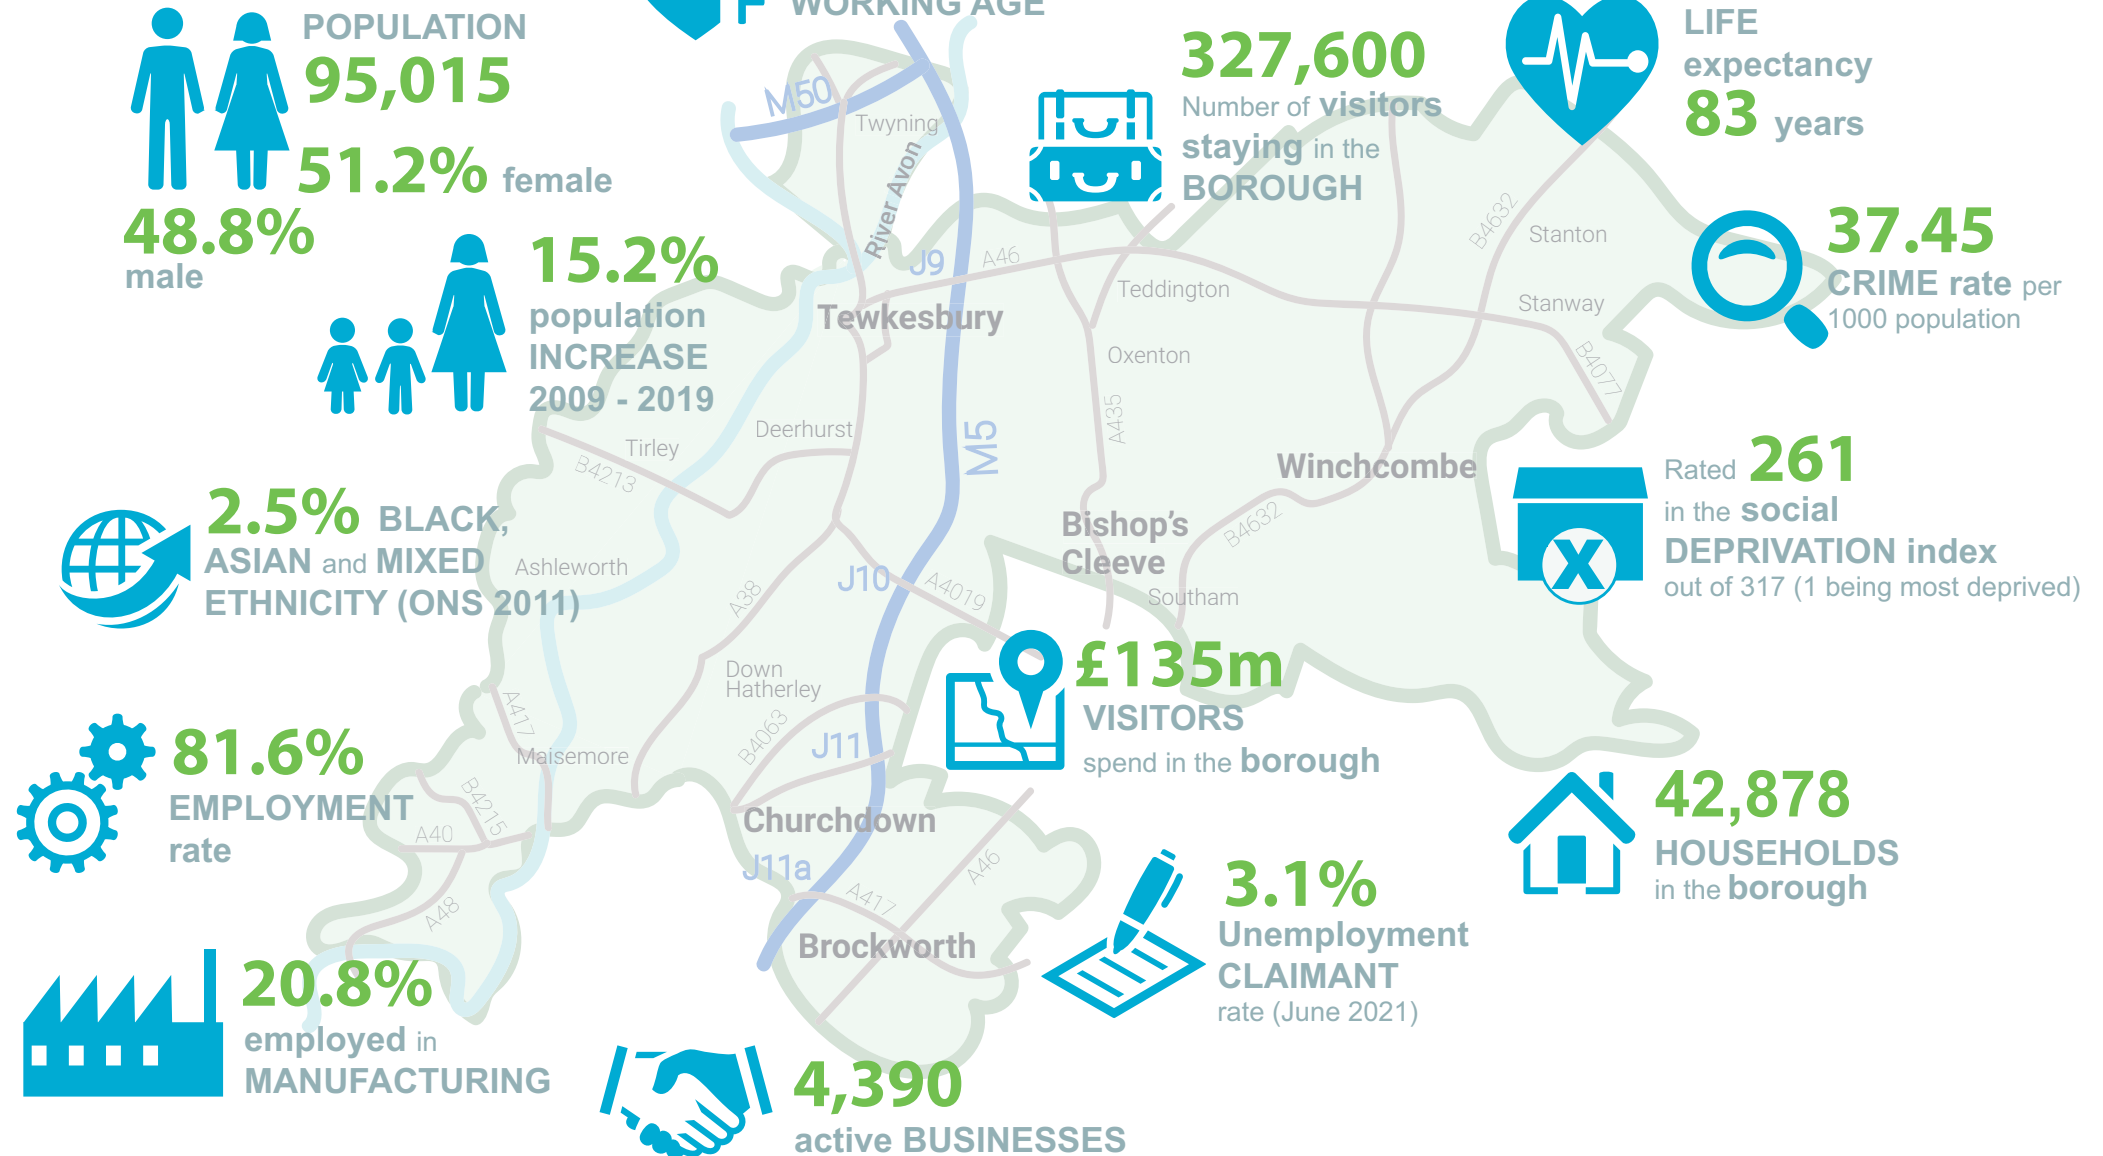 POPULATION
95,015
51.2% female
48.8%
male
WORKING AGE
327,600
Number of visitors
staying in the
BOROUGH
LIFE
expectancy
83 years
15.2%
population
INCREASE
2009 - 2019
37.45
CRIME rate per
1000 population
2.5% BLACK,
ASIAN and MIXED
ETHNICITY (ONS 2011)
Rated 261
in the social
DEPRIVATION index
out of 317 (1 being most deprived)
X
81.6%
EMPLOYMENT
rate
£135m
VISITORS
spend in the borough
42,878
HOUSEHOLDS
in the borough
3.1%
Unemployment
CLAIMANT
rate (June 2021)
20.8%
employed in
MANUFACTURING
4,390
active BUSINESSES
M50
Twyning
River Avon
J9
A46
Tewkesbury
Teddington
Oxenton
B4632
Stanton
Stanway
B4077
A435
M5
Deerhurst
Tirley
B4213
Winchcombe
Bishop's
Cleeve
B4632
Southam
Ashleworth
A38
J10
A4019
Down
Hatherley
B4063
J11
A417
Maisemore
B4215
A40
A48
Churchdown
J11a
A417
A46
Brockworth